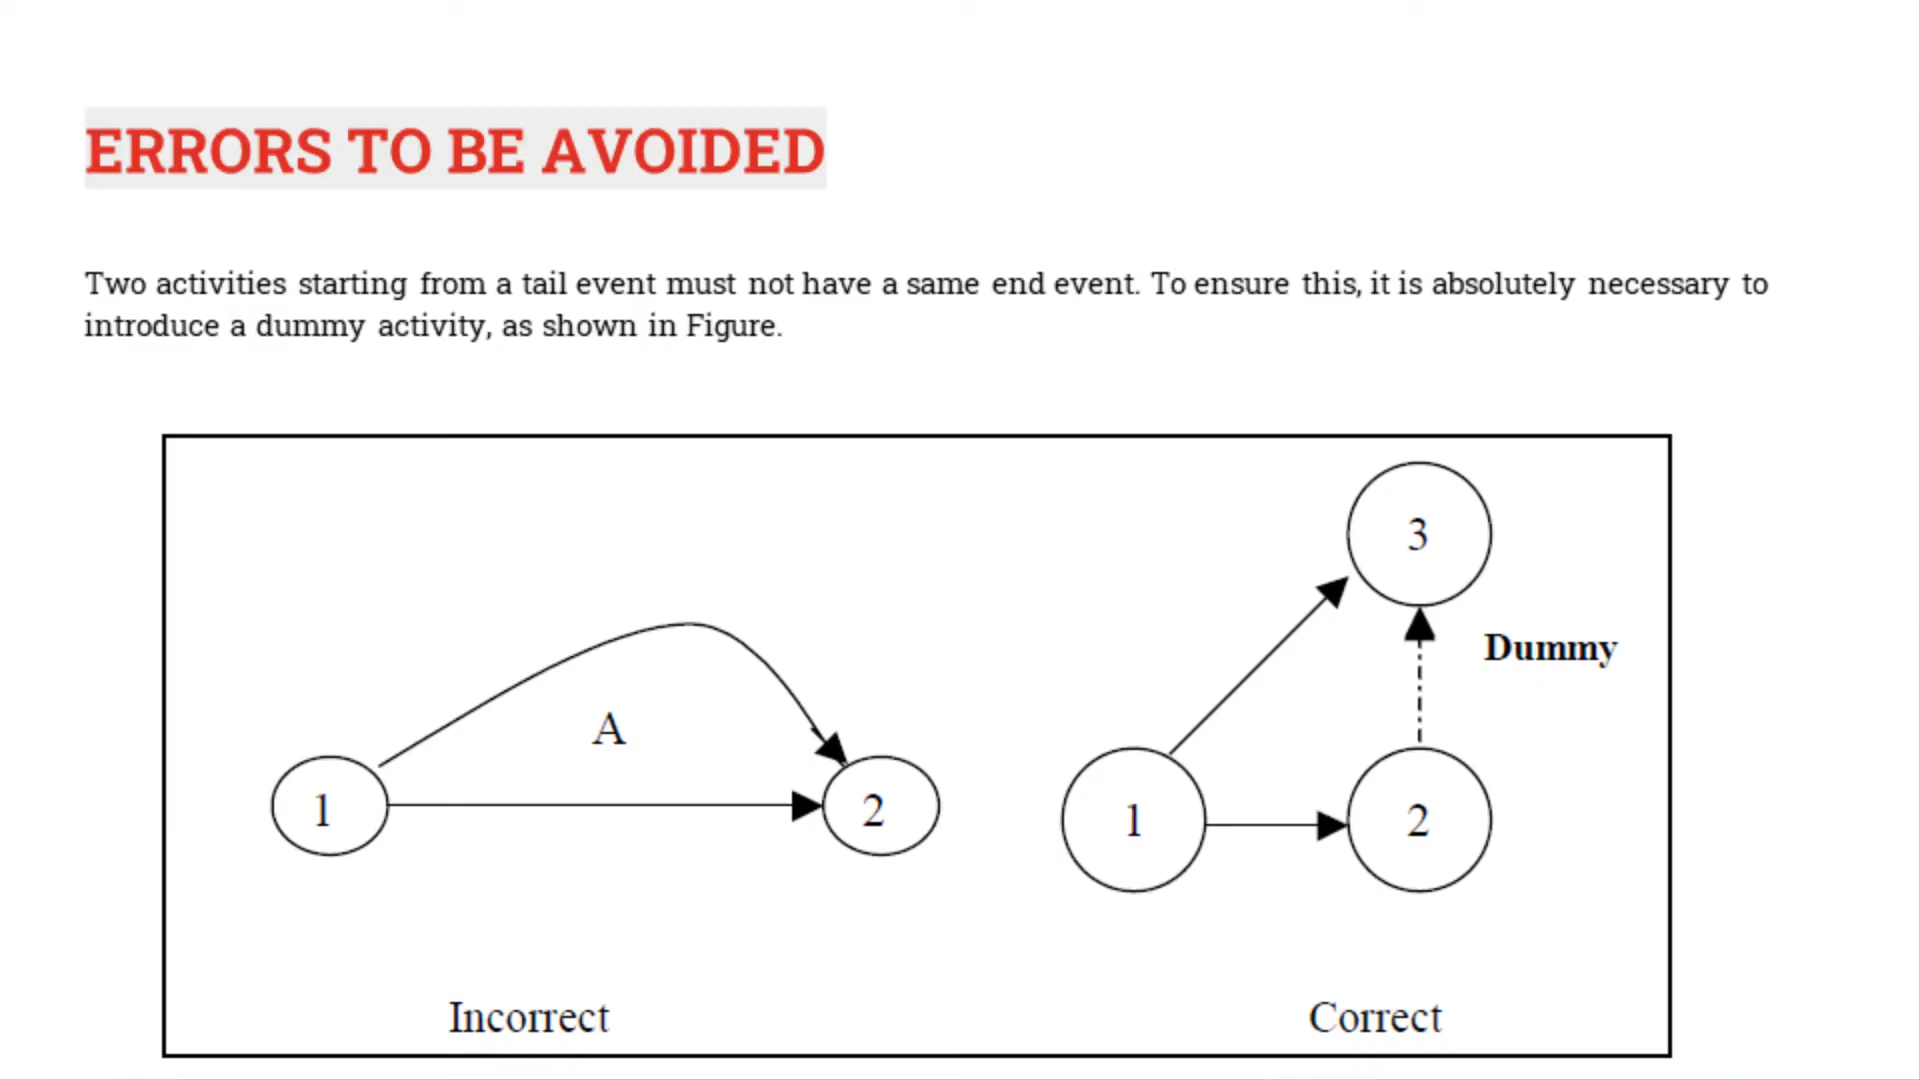 ERRORS TO BE AVOIDED
Two activities starting from a tail event must not have a same end event. To ensure this, it is absolutely necessary to
introduce a dummy activity, as shown in Figure.
3
Dummy
A
1
2
1
2
Incorrect
Correct